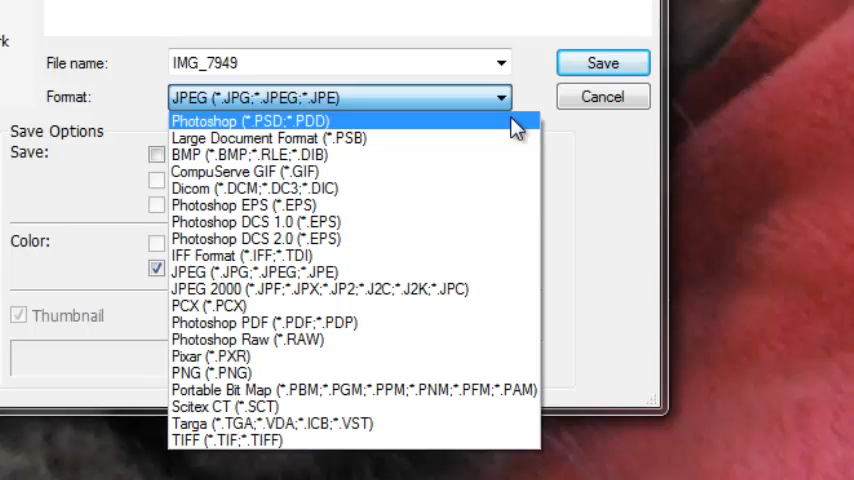 k
File name: IMG_7949 Save
Format: JPEG (*.JPG;*.JPEG;*.JPE) Cancel
Photoshop (*.PSD;*.PDD)
Save Options
Large Document Format (*.PSB)
Save: BMP (*.BMP;*.RLE;*.DIB)
CompuServe GIF (*.GIF)
Dicom (*.DCM;*.DC3;*.DIC)
Photoshop EPS (*.EPS)
Photoshop DCS 1.0 (*.EPS)
Color: Photoshop DCS 2.0 (*.EPS)
IFF Format (*.IFF;*.TDI)
JPEG (*.JPG;*.JPEG;*.JPE)
JPEG 2000 (*.JPF;*.JPX;*.JP2;*.J2C;*.J2K;*.JPC)
PCX (*.PCX)
Thumbnail Photoshop PDF (*.PDF;*.PDP)
Photoshop Raw (*.RAW)
Pixar (*.PXR)
PNG (*.PNG)
Portable Bit Map (*.PBM;*.PGM;*.PPM;*.PNM;*.PFM;*.PAM)
Scitex CT (*.SCT)
Targa (*.TGA;*.VDA;*.ICB;*.VST)
TIFF (*.TIF;*.TIFF)